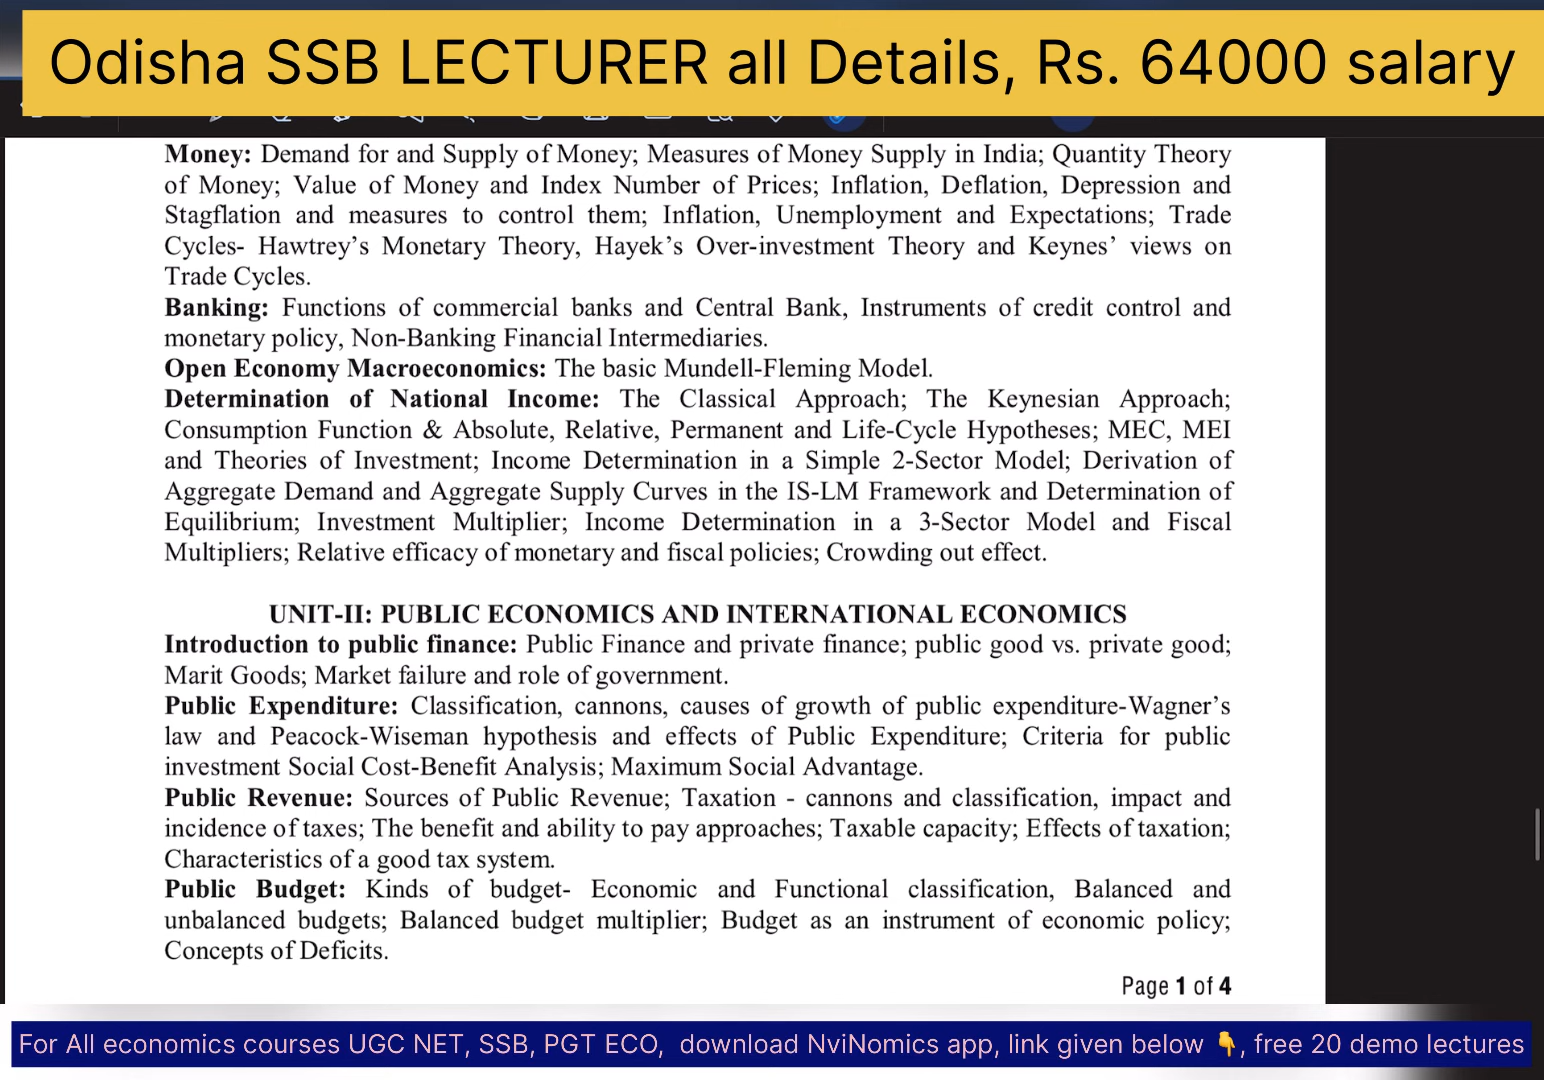 Odisha SSB LECTURER all Details, Rs. 64000 salary
Money: Demand for and Supply of Money; Measures of Money Supply in India; Quantity Theory
of Money; Value of Money and Index Number of Prices; Inflation, Deflation, Depression and
Stagflation and measures to control them; Inflation, Unemployment and Expectations; Trade
Cycles- Hawtrey’s Monetary Theory, Hayek’s Over-investment Theory and Keynes’ views on
Trade Cycles.
Banking: Functions of commercial banks and Central Bank, Instruments of credit control and
monetary policy, Non-Banking Financial Intermediaries.
Open Economy Macroeconomics: The basic Mundell-Fleming Model.
Determination of National Income: The Classical Approach; The Keynesian Approach;
Consumption Function & Absolute, Relative, Permanent and Life-Cycle Hypotheses; MEC, MEI
and Theories of Investment; Income Determination in a Simple 2-Sector Model; Derivation of
Aggregate Demand and Aggregate Supply Curves in the IS-LM Framework and Determination of
Equilibrium; Investment Multiplier; Income Determination in a 3-Sector Model and Fiscal
Multipliers; Relative efficacy of monetary and fiscal policies; Crowding out effect.
UNIT-II: PUBLIC ECONOMICS AND INTERNATIONAL ECONOMICS
Introduction to public finance: Public Finance and private finance; public good vs. private good;
Marit Goods; Market failure and role of government.
Public Expenditure: Classification, cannons, causes of growth of public expenditure-Wagner’s
law and Peacock-Wiseman hypothesis and effects of Public Expenditure; Criteria for public
investment Social Cost-Benefit Analysis; Maximum Social Advantage.
Public Revenue: Sources of Public Revenue; Taxation - cannons and classification, impact and
incidence of taxes; The benefit and ability to pay approaches; Taxable capacity; Effects of taxation;
Characteristics of a good tax system.
Public Budget: Kinds of budget- Economic and Functional classification, Balanced and
unbalanced budgets; Balanced budget multiplier; Budget as an instrument of economic policy;
Concepts of Deficits.
Page 1 of 4
For All economics courses UGC NET, SSB, PGT ECO, download NviNomics app, link given below 👇, free 20 demo lectures